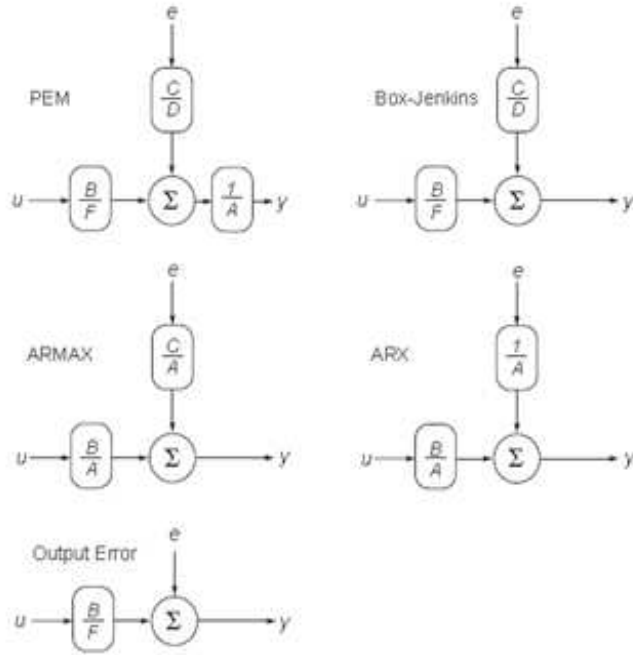 e
PEM
C
D
u
B
F
Σ
1
A
y
e
Box-Jenkins
C
D
u
B
F
Σ
y
e
ARMAX
C
A
u
B
A
Σ
y
e
ARX
1
A
u
B
A
Σ
y
e
Output Error
u
B
F
Σ
y